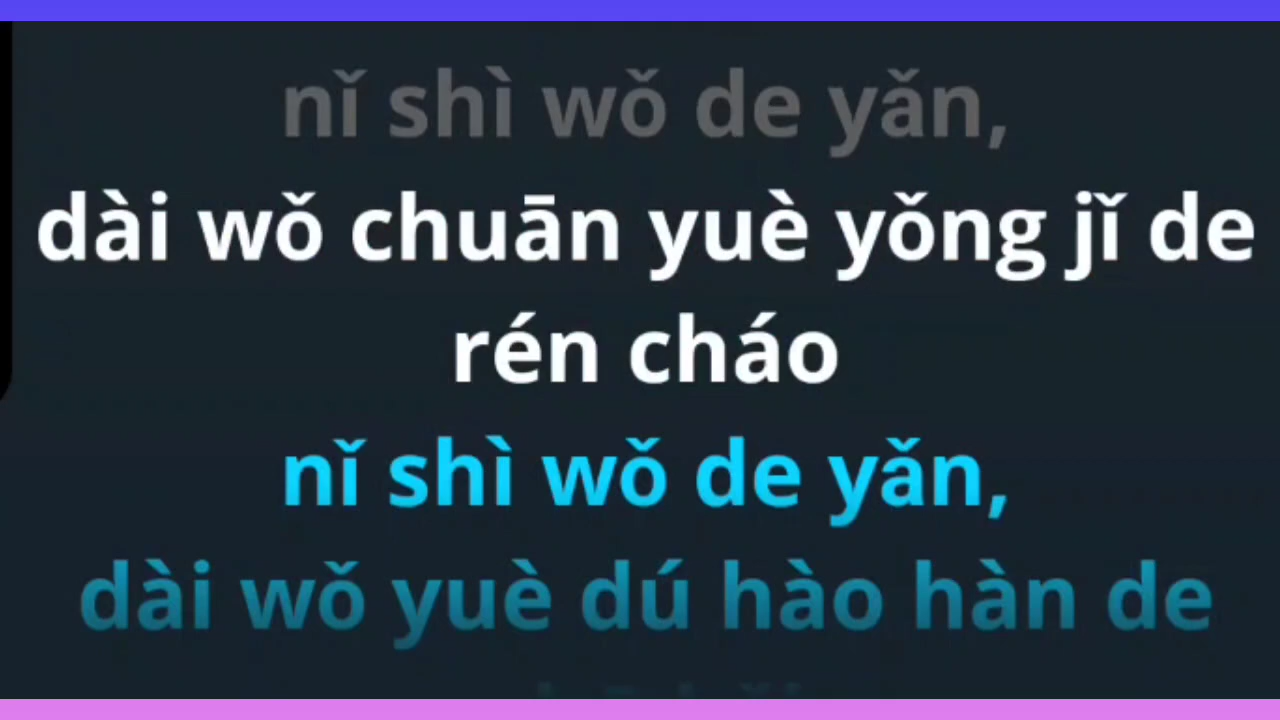 nǐ shì wǒ de yǎn,
dài wǒ chuān yuè yǒng jǐ de
rén cháo
nǐ shì wǒ de yǎn,
dài wǒ yuè dú hào hàn de